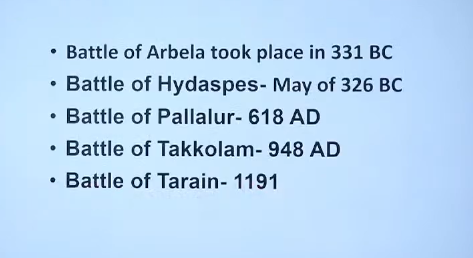 • Battle of Arbela took place in 331 BC
• Battle of Hydaspes- May of 326 BC
• Battle of Pallalur- 618 AD
• Battle of Takkolam- 948 AD
• Battle of Tarain- 1191